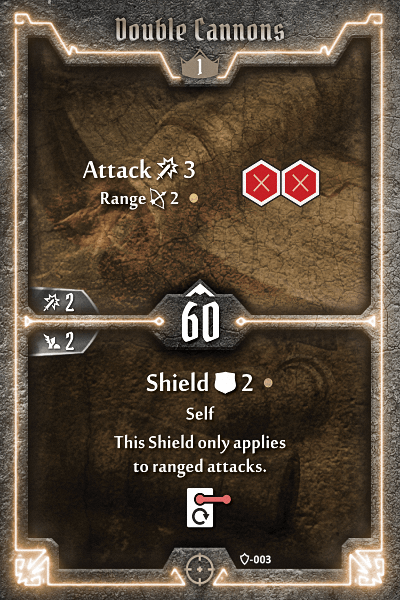 Double Cannons
1
Attack 3
Range 2
2
60
2
Shield 2
Self
This Shield only applies
to ranged attacks.
-003